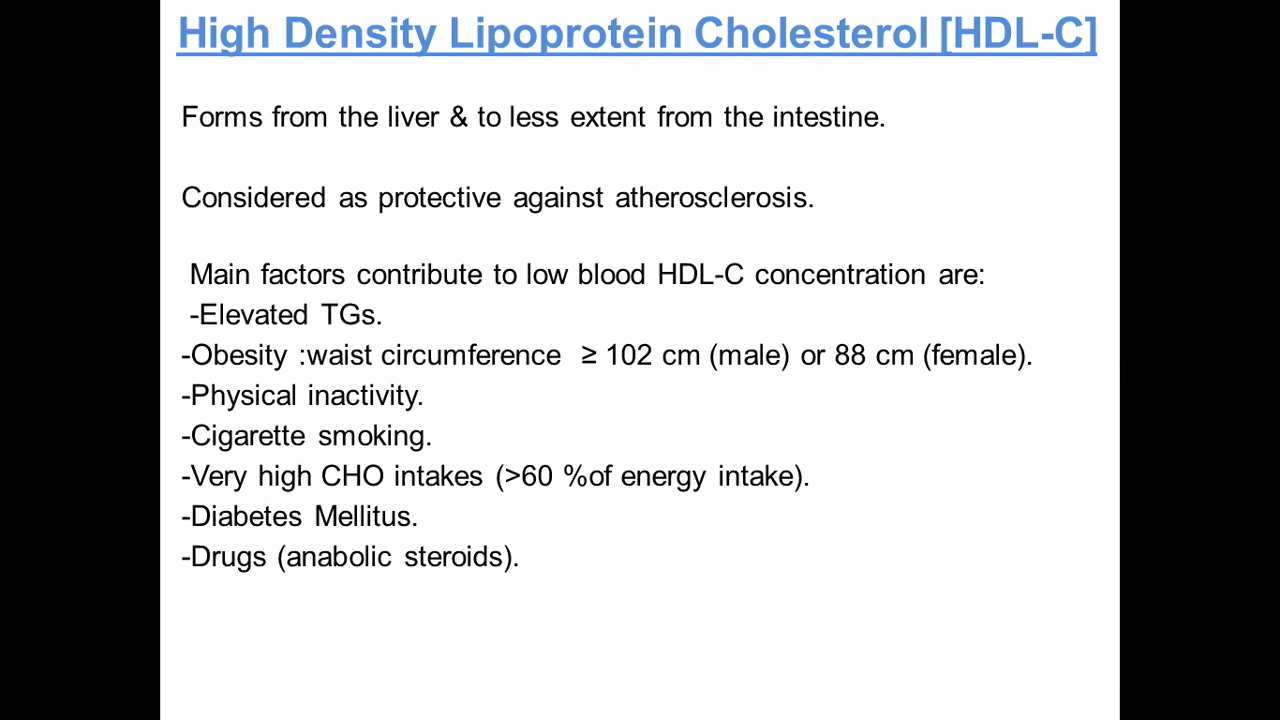 High Density Lipoprotein Cholesterol [HDL-C]
Forms from the liver & to less extent from the intestine.
Considered as protective against atherosclerosis.
Main factors contribute to low blood HDL-C concentration are:
-Elevated TGs.
-Obesity :waist circumference ≥ 102 cm (male) or 88 cm (female).
-Physical inactivity.
-Cigarette smoking.
-Very high CHO intakes (>60 %of energy intake).
-Diabetes Mellitus.
-Drugs (anabolic steroids).